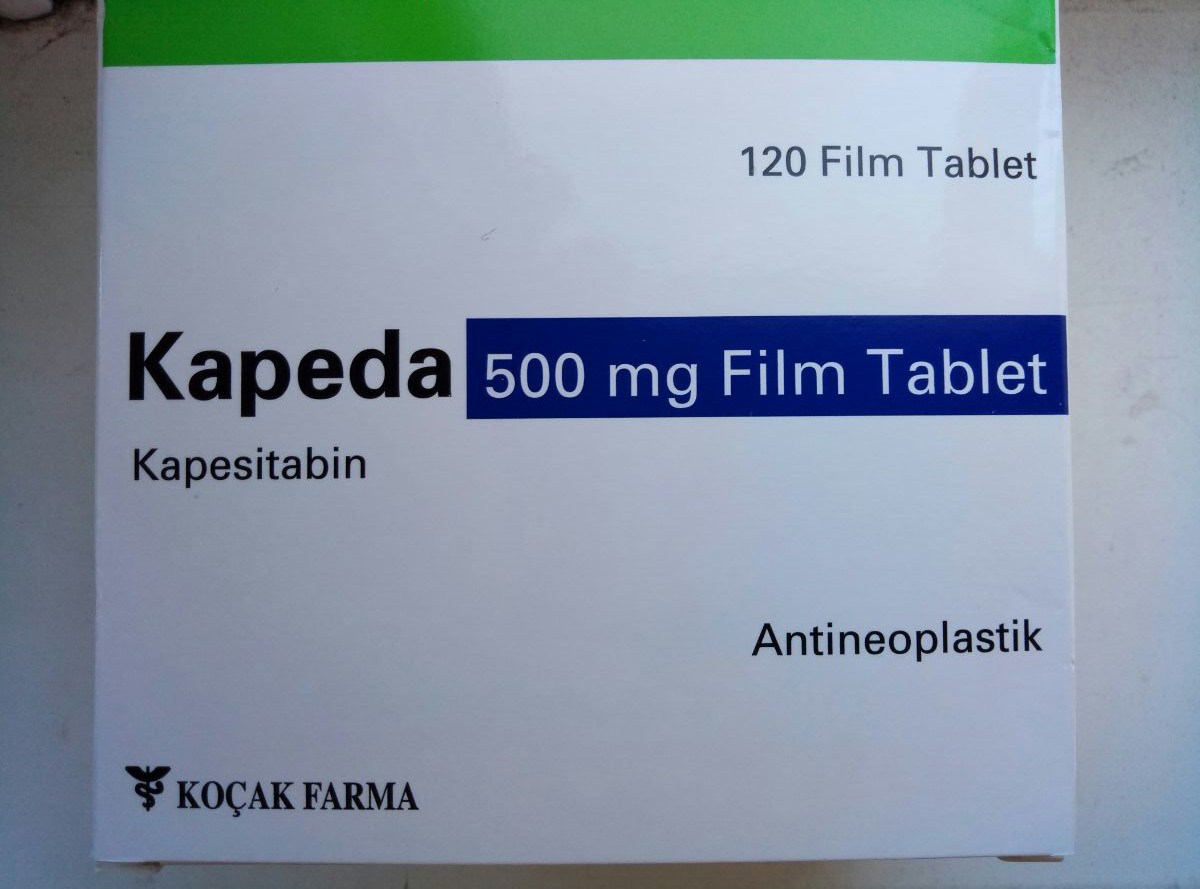 120 Film Tablet
Kapeda 500 mg Film Tablet
Kapesitabin
Antineoplastik
KOÇAK FARMA